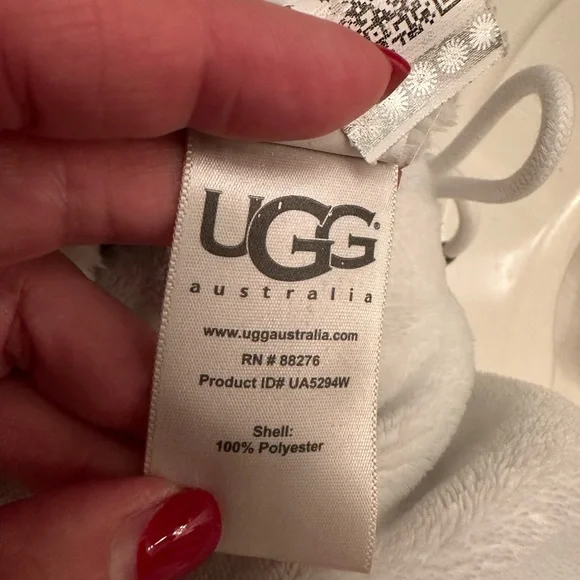 UGG®
australia
www.uggaustralia.com
RN # 88276
Product ID# UA5294W
Shell:
100% Polyester